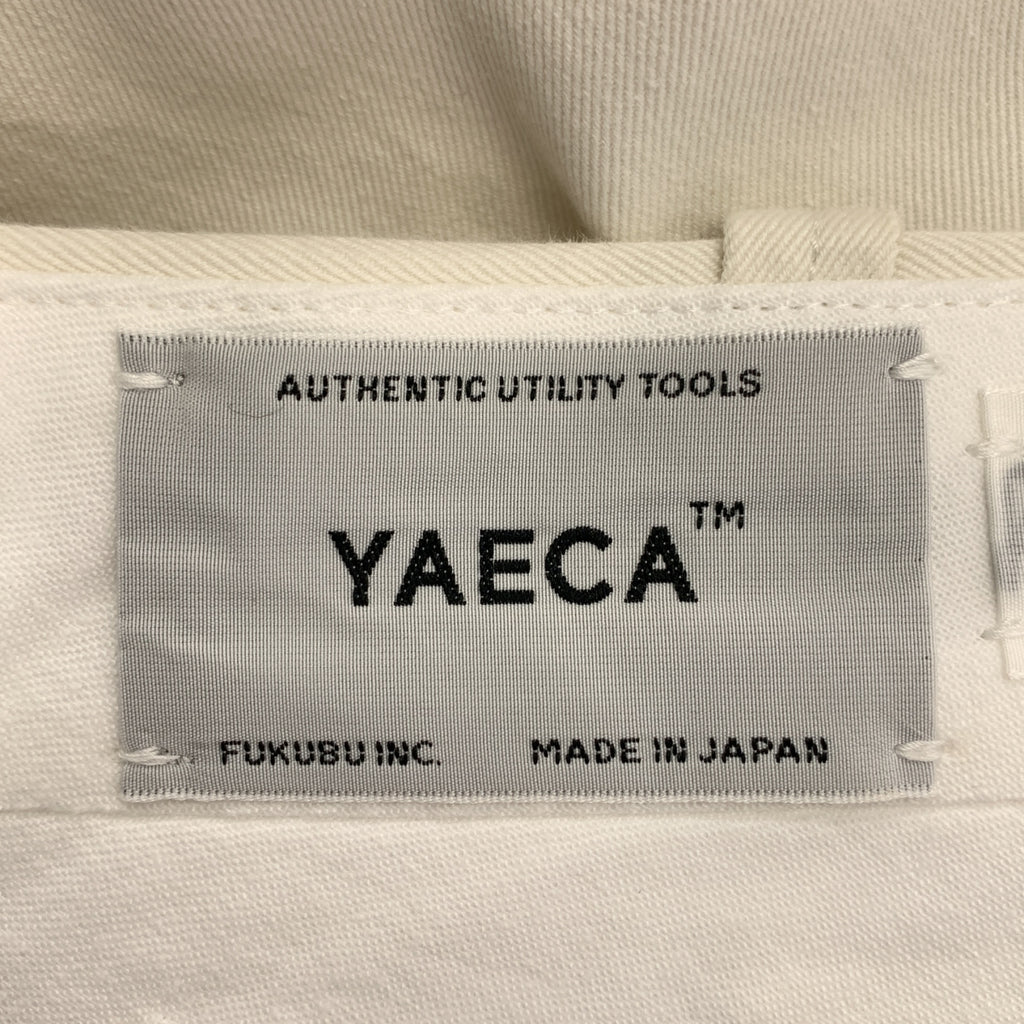 AUTHENTIC UTILITY TOOLS
YAECA™
FUKUBU INC. MADE IN JAPAN